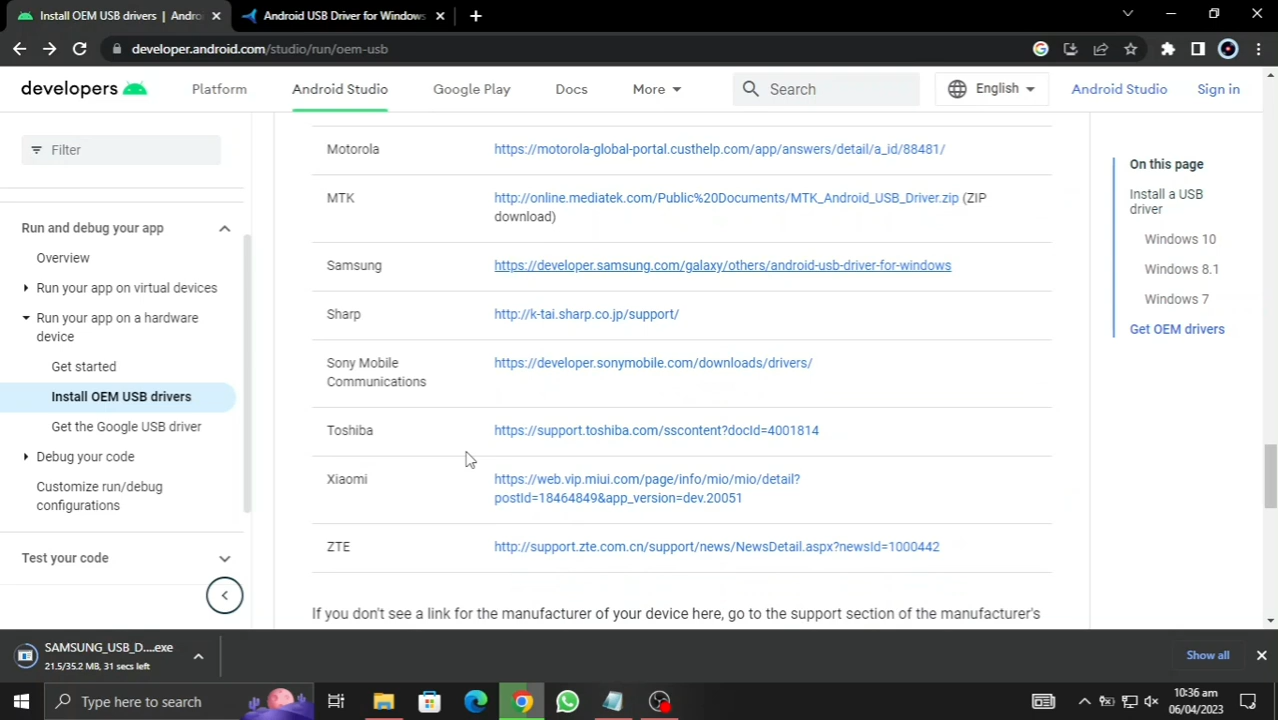 Install OEM USB drivers | Andro
Android USB Driver for Windows
developer.android.com/studio/run/oem-usb
developers
Platform
Android Studio
Google Play
Docs
More
Search
English
Android Studio
Sign in
Filter
Run and debug your app
Overview
Run your app on virtual devices
Run your app on a hardware
device
Get started
Install OEM USB drivers
Get the Google USB driver
Debug your code
Customize run/debug
configurations
Test your code
Motorola
https://motorola-global-portal.custhelp.com/app/answers/detail/a_id/88481/
MTK
http://online.mediatek.com/Public%20Documents/MTK_Android_USB_Driver.zip (ZIP
download)
Samsung
https://developer.samsung.com/galaxy/others/android-usb-driver-for-windows
Sharp
http://k-tai.sharp.co.jp/support/
Sony Mobile
Communications
https://developer.sonymobile.com/downloads/drivers/
Toshiba
https://support.toshiba.com/sscontent?docId=4001814
Xiaomi
https://web.vip.miui.com/page/info/mio/mio/detail?
postId=18464849&app_version=dev.20051
ZTE
http://support.zte.com.cn/support/news/NewsDetail.aspx?newsId=1000442
If you don't see a link for the manufacturer of your device here, go to the support section of the manufacturer's
On this page
Install a USB
driver
Windows 10
Windows 8.1
Windows 7
Get OEM drivers
SAMSUNG_USB_D....exe
21.5/35.2 MB, 31 secs left
Show all
Type here to search
10:36 am
06/04/2023